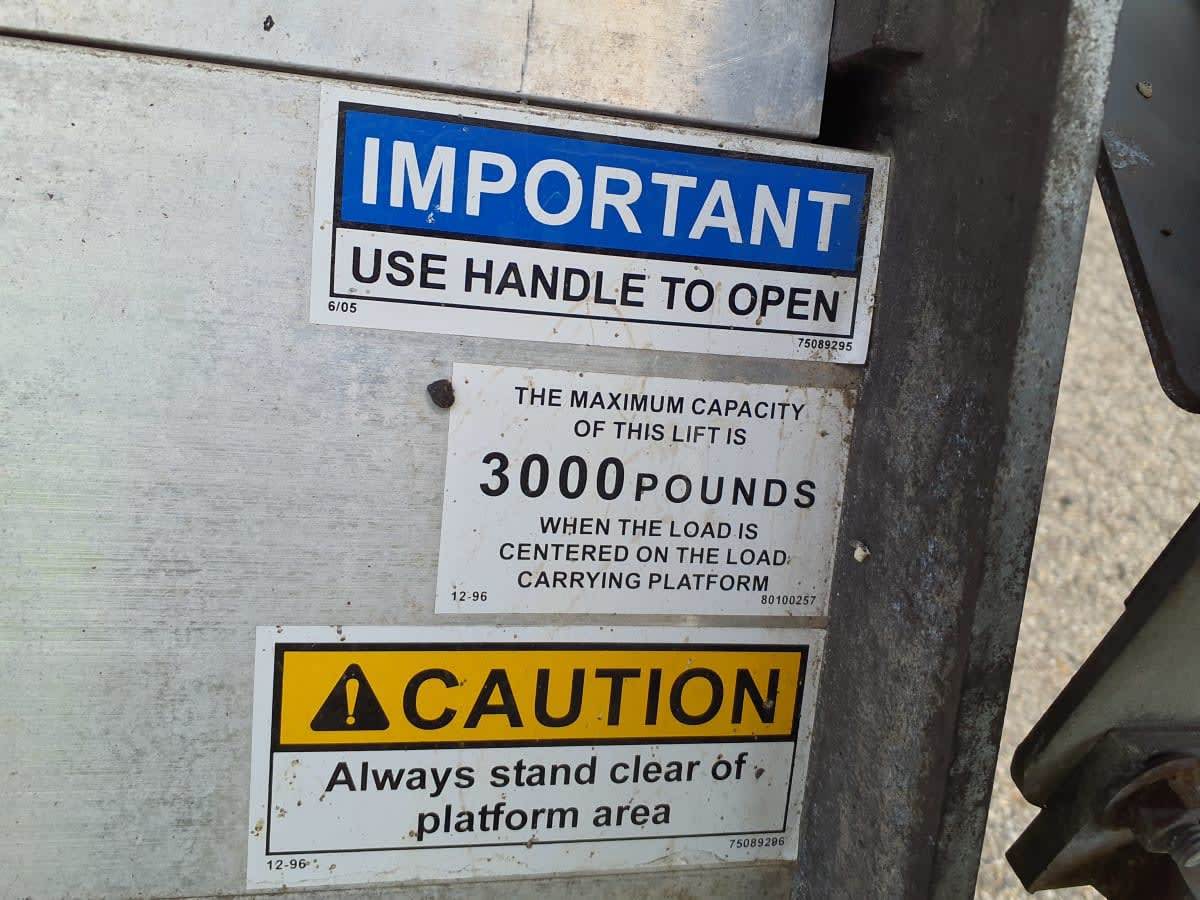 IMPORTANT
USE HANDLE TO OPEN
6/05
75089295
THE MAXIMUM CAPACITY
OF THIS LIFT IS
3000 POUNDS
WHEN THE LOAD IS
CENTERED ON THE LOAD
CARRYING PLATFORM
12-96
80100257
CAUTION
Always stand clear of
platform area
12-96
75089296